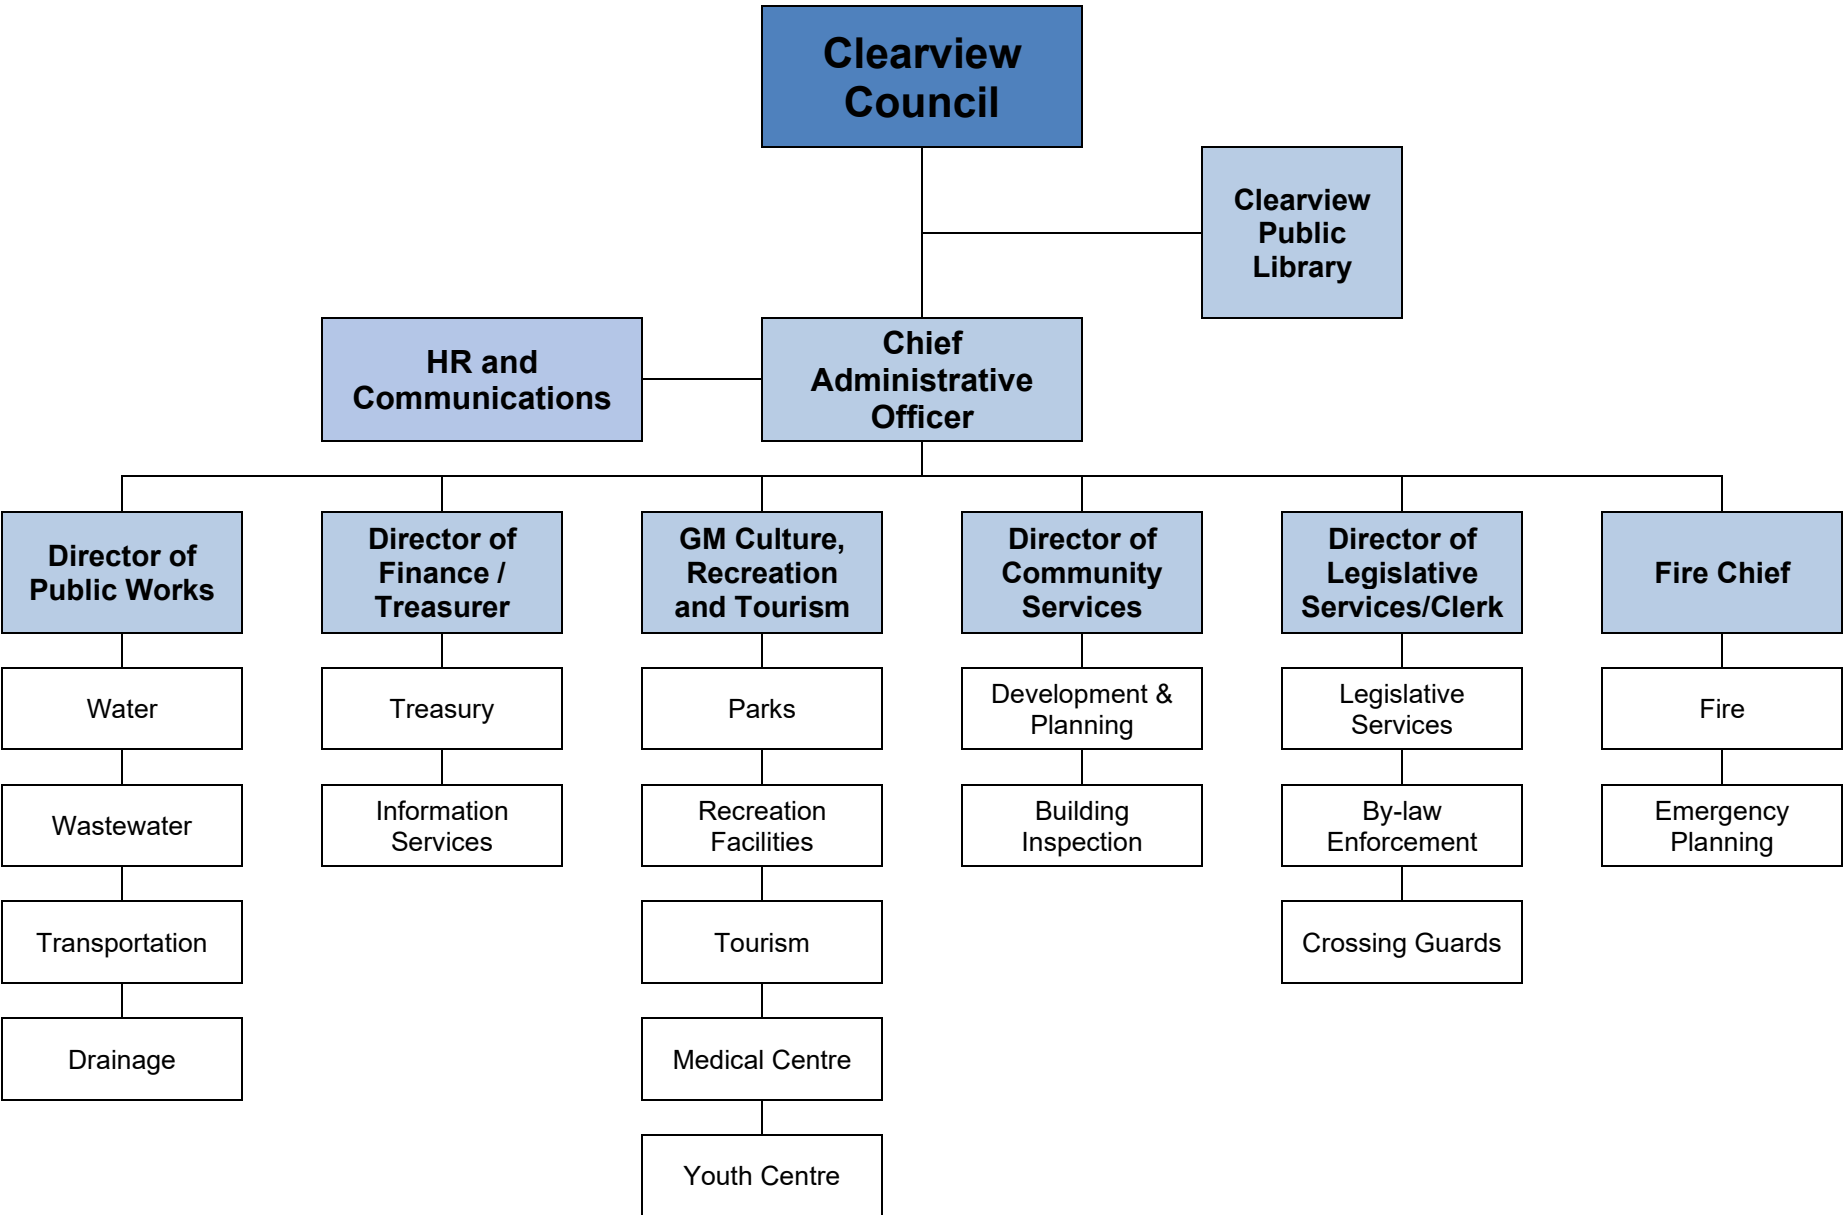 Clearview
Council
Clearview
Public
Library
HR and
Communications
Chief
Administrative
Officer
Director of
Public Works
Director of
Finance /
Treasurer
GM Culture,
Recreation
and Tourism
Director of
Community
Services
Director of
Legislative
Services/Clerk
Fire Chief
Water
Treasury
Parks
Development &
Planning
Legislative
Services
Fire
Wastewater
Information
Services
Recreation
Facilities
Building
Inspection
By-law
Enforcement
Emergency
Planning
Transportation
Tourism
Crossing Guards
Drainage
Medical Centre
Youth Centre